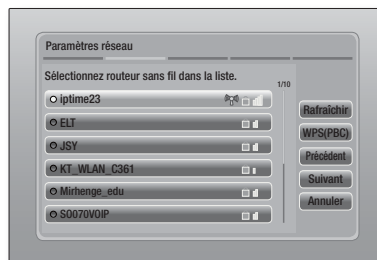 Paramètres réseau
Sélectionnez routeur sans fil dans la liste.
1/10
iptime23
ELT
JSY
KT_WLAN_C361
Mirhenge_edu
SO070VOIP
Rafraîchir
WPS(PBC)
Précédent
Suivant
Annuler